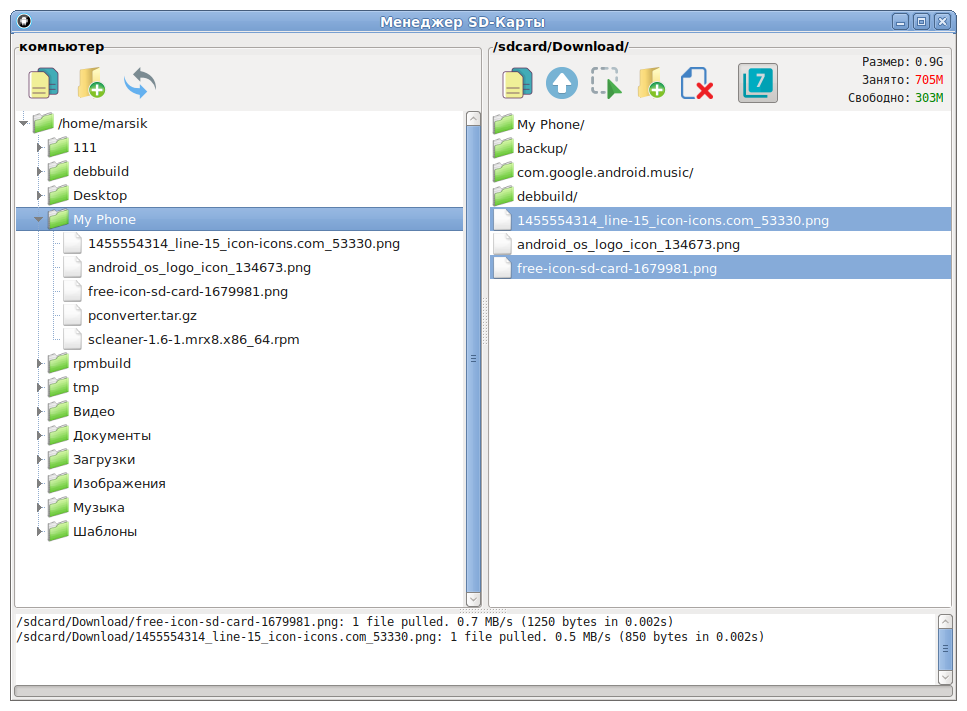 Менеджер SD-Карты
компьютер
/home/marsik
111
debbuild
Desktop
My Phone
1455554314_line-15_icon-icons.com_53330.png
android_os_logo_icon_134673.png
free-icon-sd-card-1679981.png
pconverter.tar.gz
scleaner-1.6-1.mrx8.x86_64.rpm
rpmbuild
tmp
Видео
Документы
Загрузки
Изображения
Музыка
Шаблоны
/sdcard/Download/
7
Размер: 0.9G
Занято: 705M
Свободно: 303M
My Phone/
backup/
com.google.android.music/
debbuild/
1455554314_line-15_icon-icons.com_53330.png
android_os_logo_icon_134673.png
free-icon-sd-card-1679981.png
/sdcard/Download/free-icon-sd-card-1679981.png: 1 file pulled. 0.7 MB/s (1250 bytes in 0.002s)
/sdcard/Download/1455554314_line-15_icon-icons.com_53330.png: 1 file pulled. 0.5 MB/s (850 bytes in 0.002s)